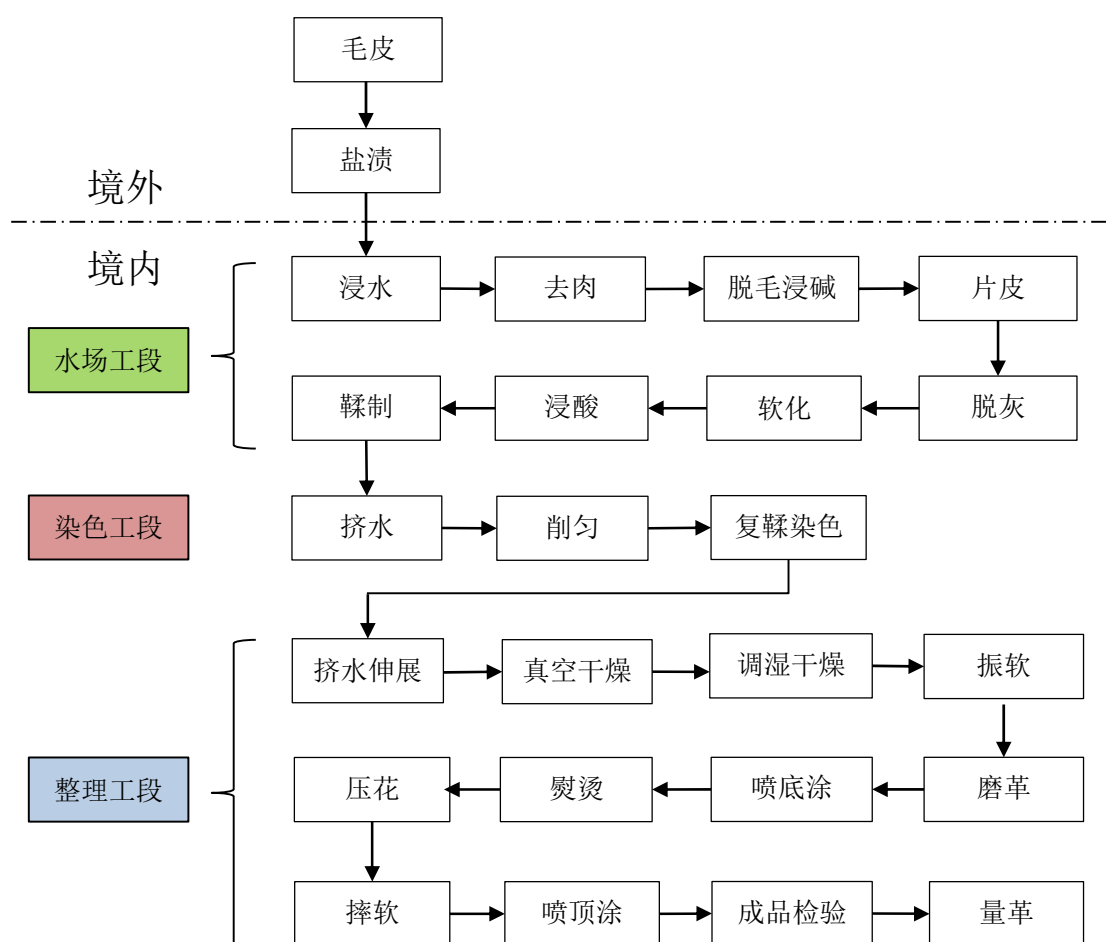 毛皮
盐渍
境外
境内
浸水
去肉
脱毛浸碱
片皮
水场工段
鞣制
浸酸
软化
脱灰
染色工段
挤水
削匀
复鞣染色
挤水伸展
真空干燥
调湿干燥
振软
整理工段
压花
熨烫
喷底涂
磨革
摔软
喷顶涂
成品检验
量革